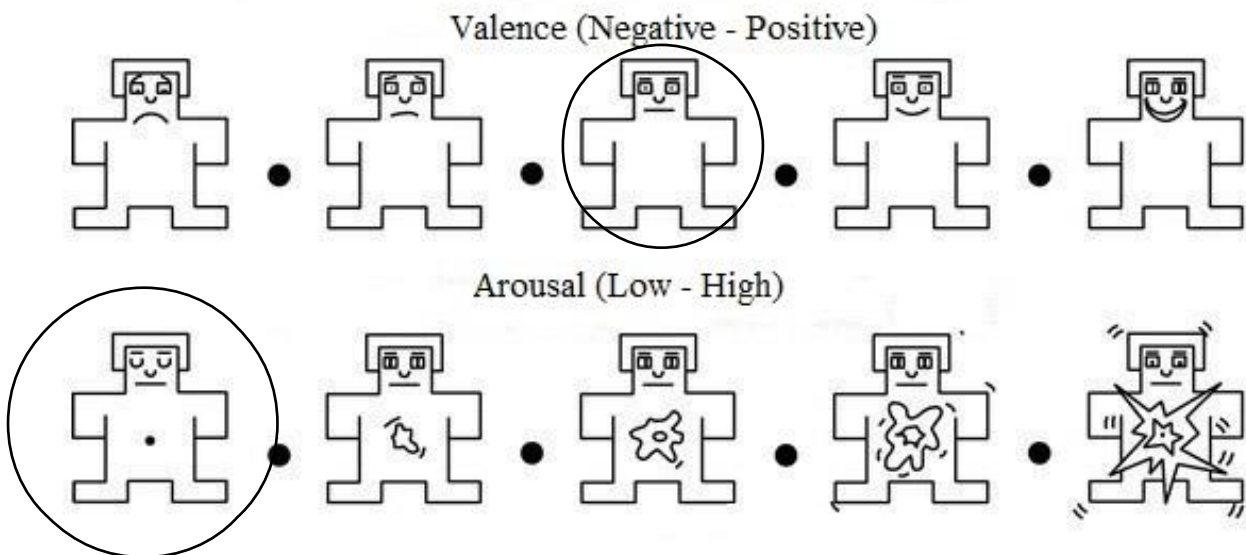 Valence (Negative - Positive)
Arousal (Low - High)